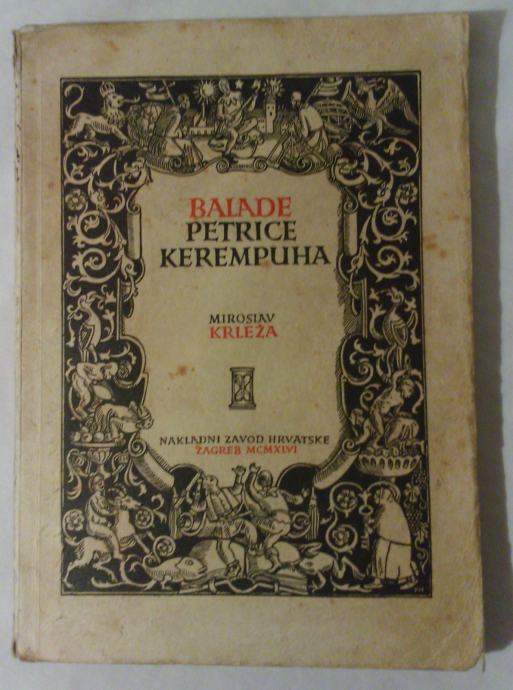 BALADE
PETRICE
KEREMPUHA
MIROSLAV
KRLEŽA
NAKLADNI ZAVOD HRVATSKE
ZAGREB MCMXLVI